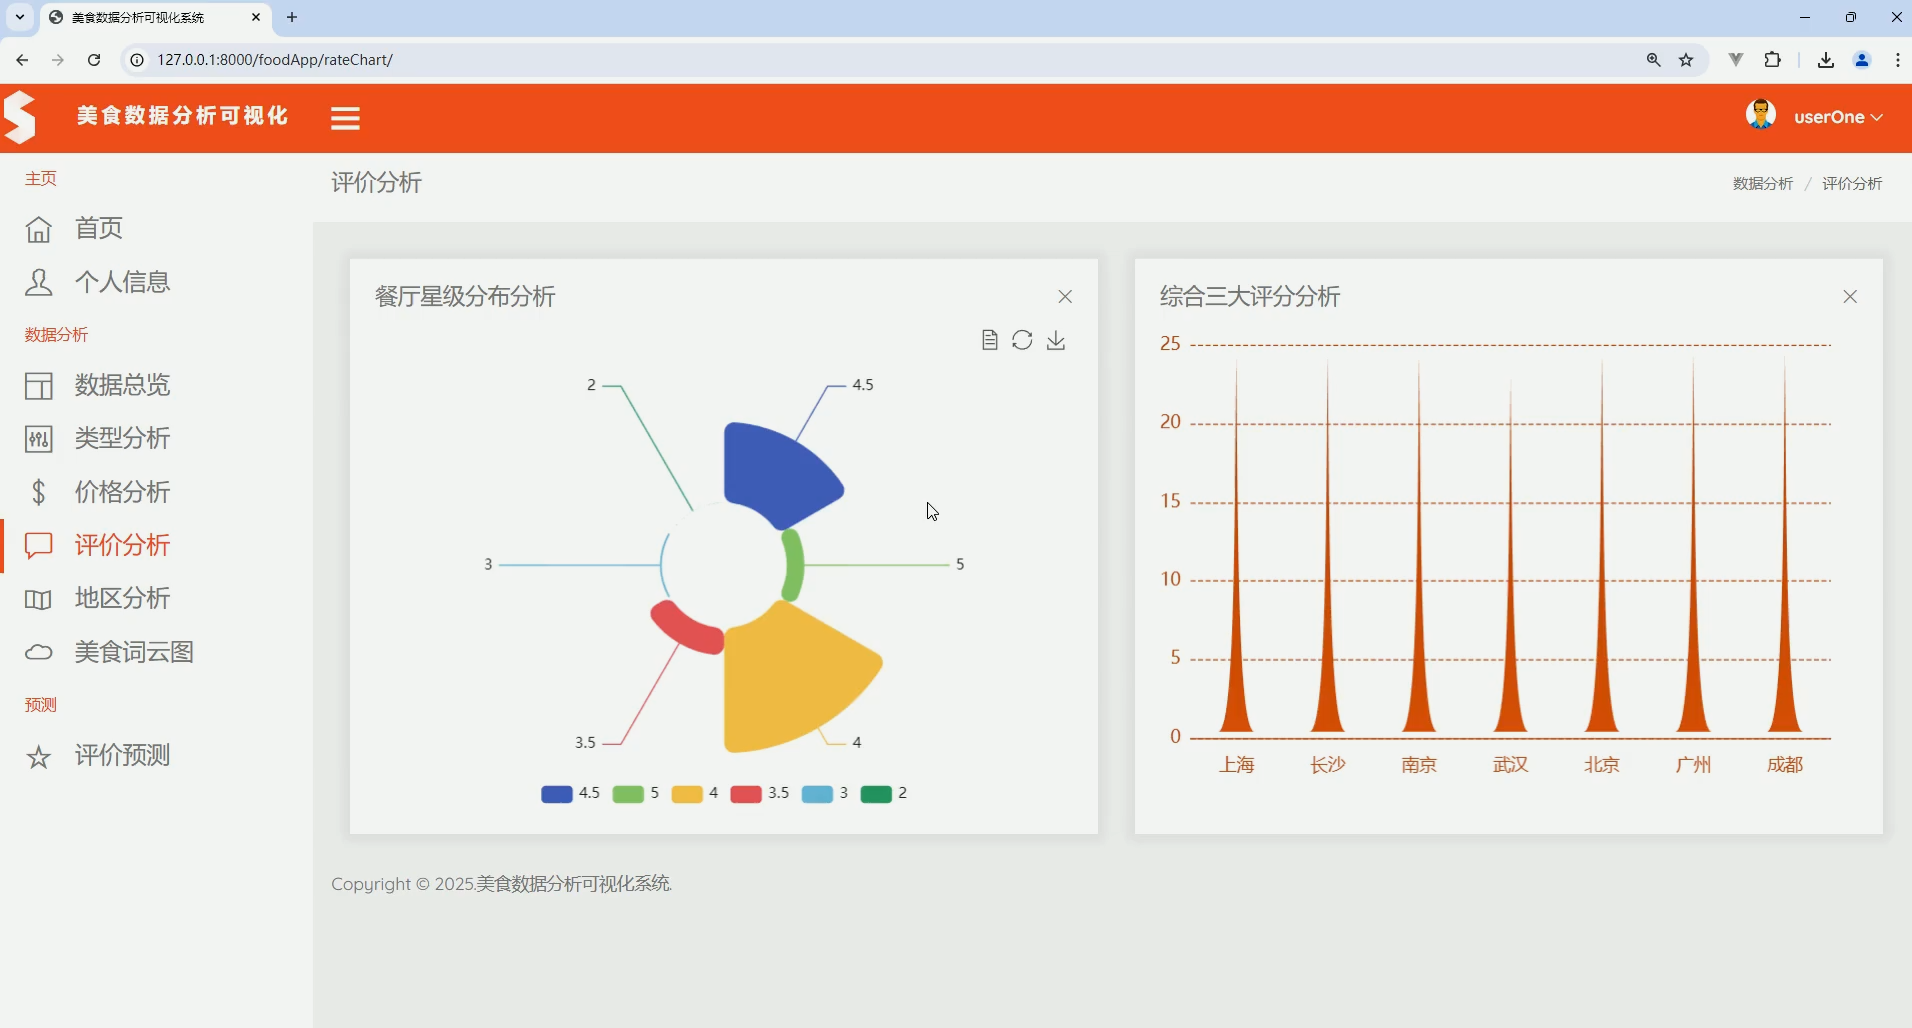 美食数据分析可视化系统
127.0.0.1:8000/foodApp/rateChart/
美食数据分析可视化
userOne
主页
首页
个人信息
数据分析
数据总览
类型分析
价格分析
评价分析
地区分析
美食词云图
预测
评价预测
评价分析
数据分析 / 评价分析
餐厅星级分布分析
2
4.5
3
5
3.5
4
4.5 5 4 3.5 3 2
综合三大评分分析
25
20
15
10
5
0
上海 长沙 南京 武汉 北京 广州 成都
Copyright © 2025.美食数据分析可视化系统.